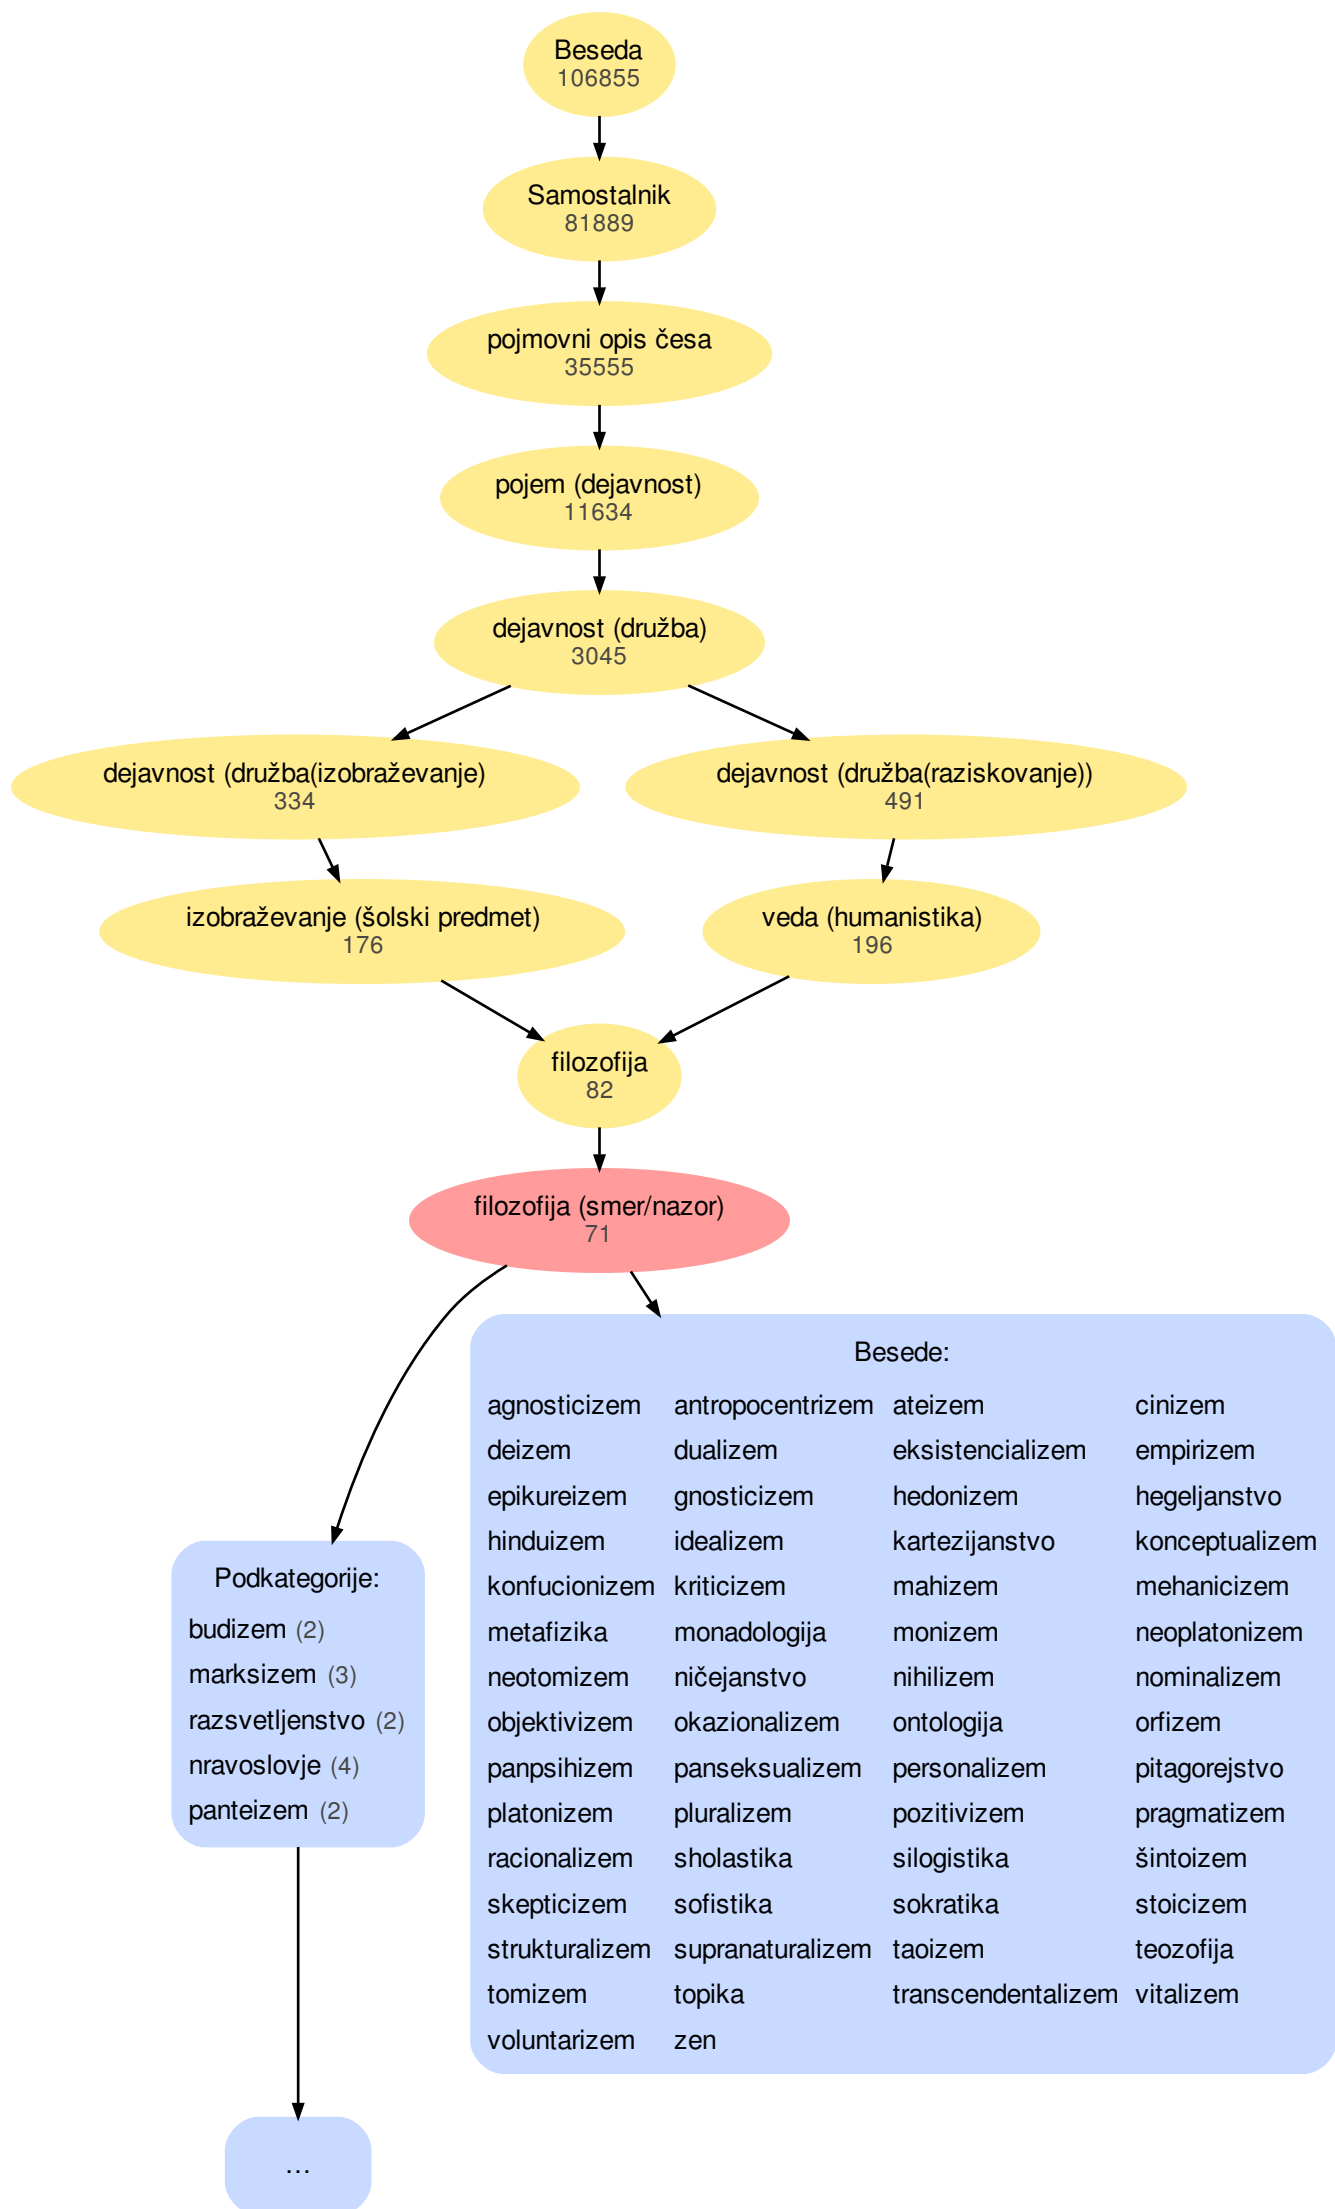 Beseda
106855
Samostalnik
81889
pojmovni opis česa
35555
pojem (dejavnost)
11634
dejavnost (družba)
3045
dejavnost (družba(izobraževanje)
334
dejavnost (družba(raziskovanje))
491
izobraževanje (šolski predmet)
176
veda (humanistika)
196
filozofija
82
filozofija (smer/nazor)
71
Besede:
agnosticizem antropocentrizem ateizem cinizem
deizem dualizem eksistencializem empirizem
epikureizem gnosticizem hedonizem hegeljanstvo
hinduizem idealizem kartezijanstvo konceptualizem
konfucionizem kriticizem mahizem mehanicizem
metafizika monadologija monizem neoplatonizem
neotomizem ničejanstvo nihilizem nominalizem
objektivizem okazionalizem ontologija orfizem
panpsihizem panseksualizem personalizem pitagorejstvo
platonizem pluralizem pozitivizem pragmatizem
racionalizem sholastika silogistika šintoizem
skepticizem sofistika sokratika stoicizem
strukturalizem supranaturalizem taoizem teozofija
tomizem topika transcendentalizem vitalizem
voluntarizem zen
Podkategorije:
budizem (2)
marksizem (3)
razsvetljenstvo (2)
nravoslovje (4)
panteizem (2)
...